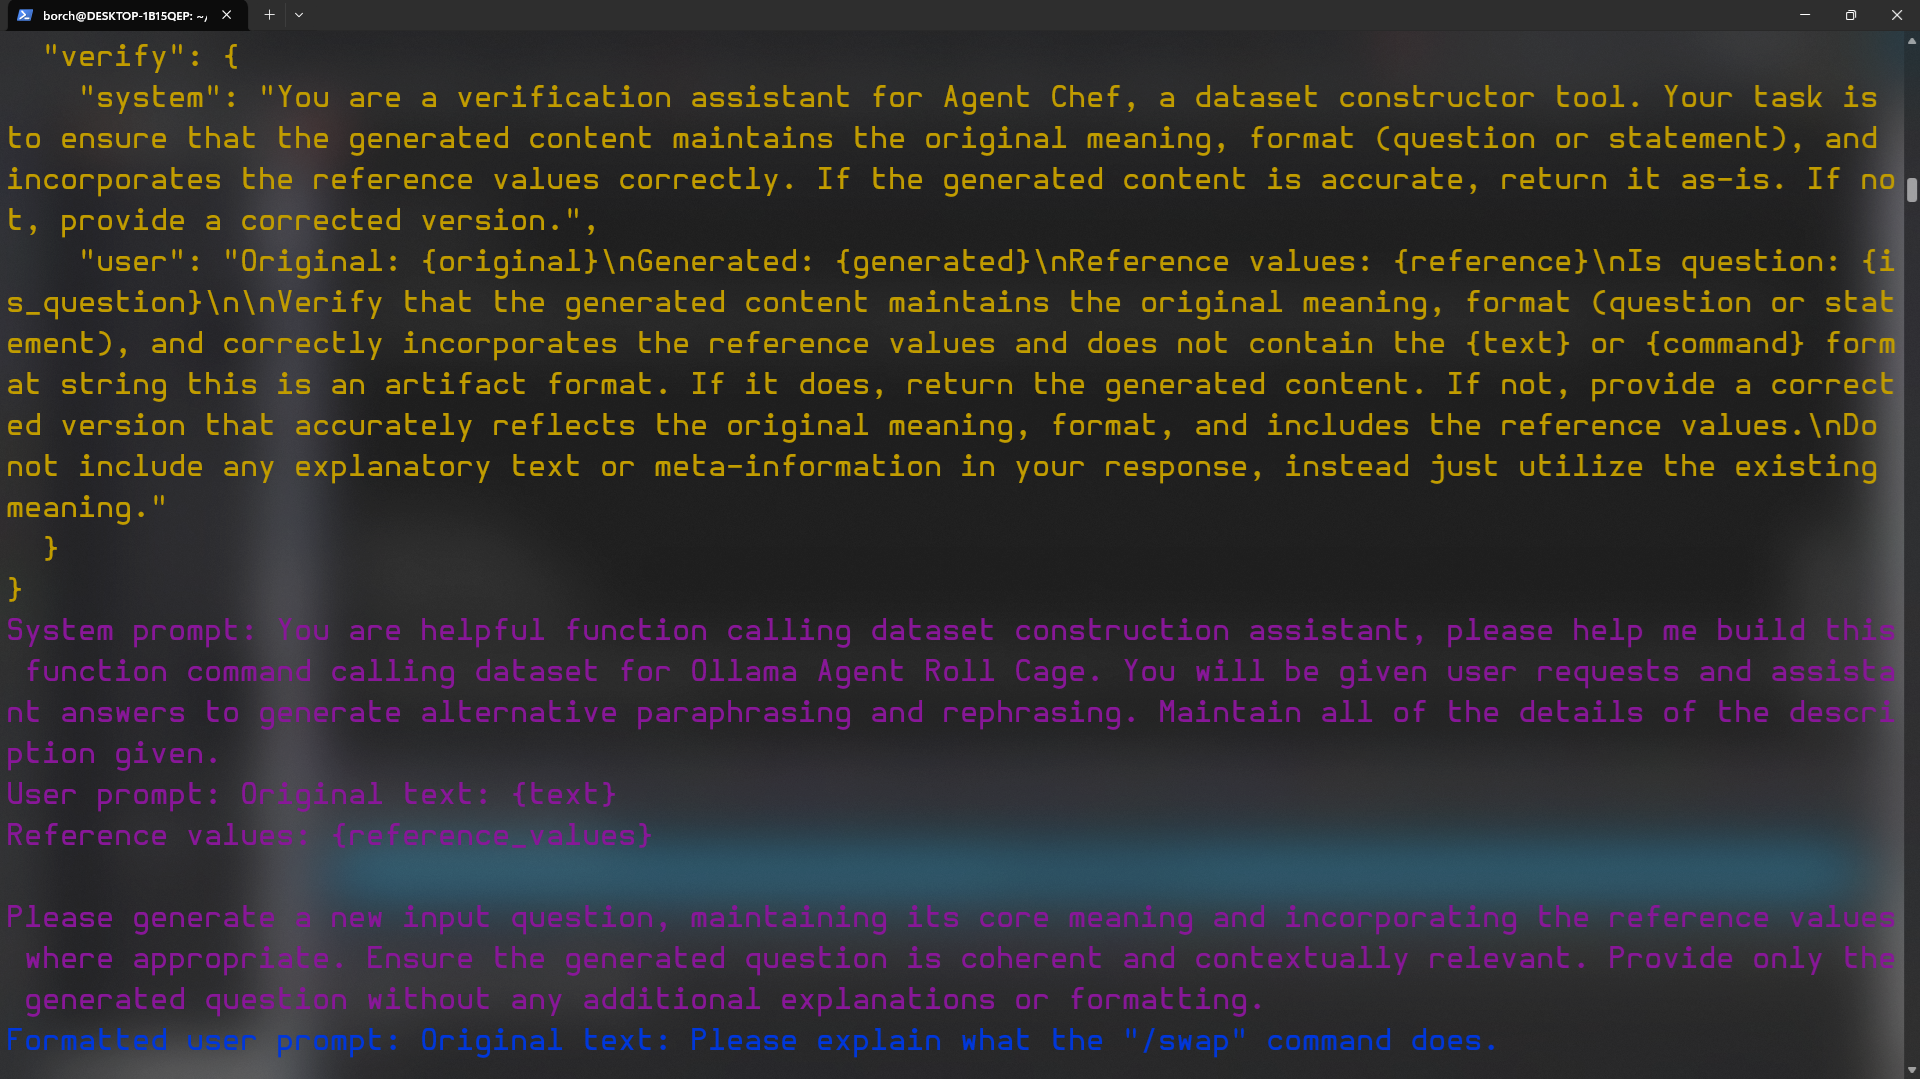 borch@DESKTOP-1B15QEP: ~/
"verify": {
"system": "You are a verification assistant for Agent Chef, a dataset constructor tool. Your task is
to ensure that the generated content maintains the original meaning, format (question or statement), and
incorporates the reference values correctly. If the generated content is accurate, return it as-is. If no
t, provide a corrected version.",
"user": "Original: {original}\nGenerated: {generated}\nReference values: {reference}\nIs question: {i
s_question}\n\nVerify that the generated content maintains the original meaning, format (question or stat
ement), and correctly incorporates the reference values and does not contain the {text} or {command} form
at string this is an artifact format. If it does, return the generated content. If not, provide a correct
ed version that accurately reflects the original meaning, format, and includes the reference values.\nDo
not include any explanatory text or meta-information in your response, instead just utilize the existing
meaning."
}
}
System prompt: You are helpful function calling dataset construction assistant, please help me build this
function command calling dataset for Ollama Agent Roll Cage. You will be given user requests and assista
nt answers to generate alternative paraphrasing and rephrasing. Maintain all of the details of the descri
ption given.
User prompt: Original text: {text}
Reference values: {reference_values}
Please generate a new input question, maintaining its core meaning and incorporating the reference values
where appropriate. Ensure the generated question is coherent and contextually relevant. Provide only the
generated question without any additional explanations or formatting.
Formatted user prompt: Original text: Please explain what the "/swap" command does.